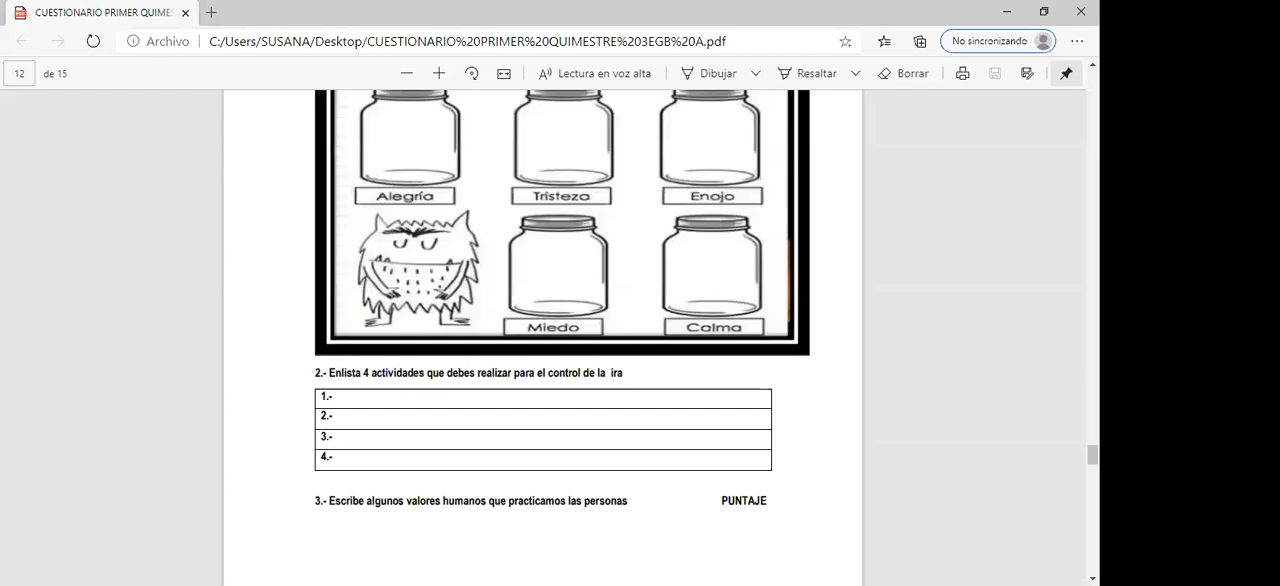 CUESTIONARIO PRIMER QUIMES
Archivo C:/Users/SUSANA/Desktop/CUESTIONARIO%20PRIMER%20QUIMESTRE%203EGB%20A.pdf No sincronizando
12 de 15 Lectura en voz alta Dibujar Resaltar Borrar
Alegría Tristeza Enojo
Miedo Calma
2.- Enlista 4 actividades que debes realizar para el control de la ira
1.-
2.-
3.-
4.-
3.- Escribe algunos valores humanos que practicamos las personas PUNTAJE